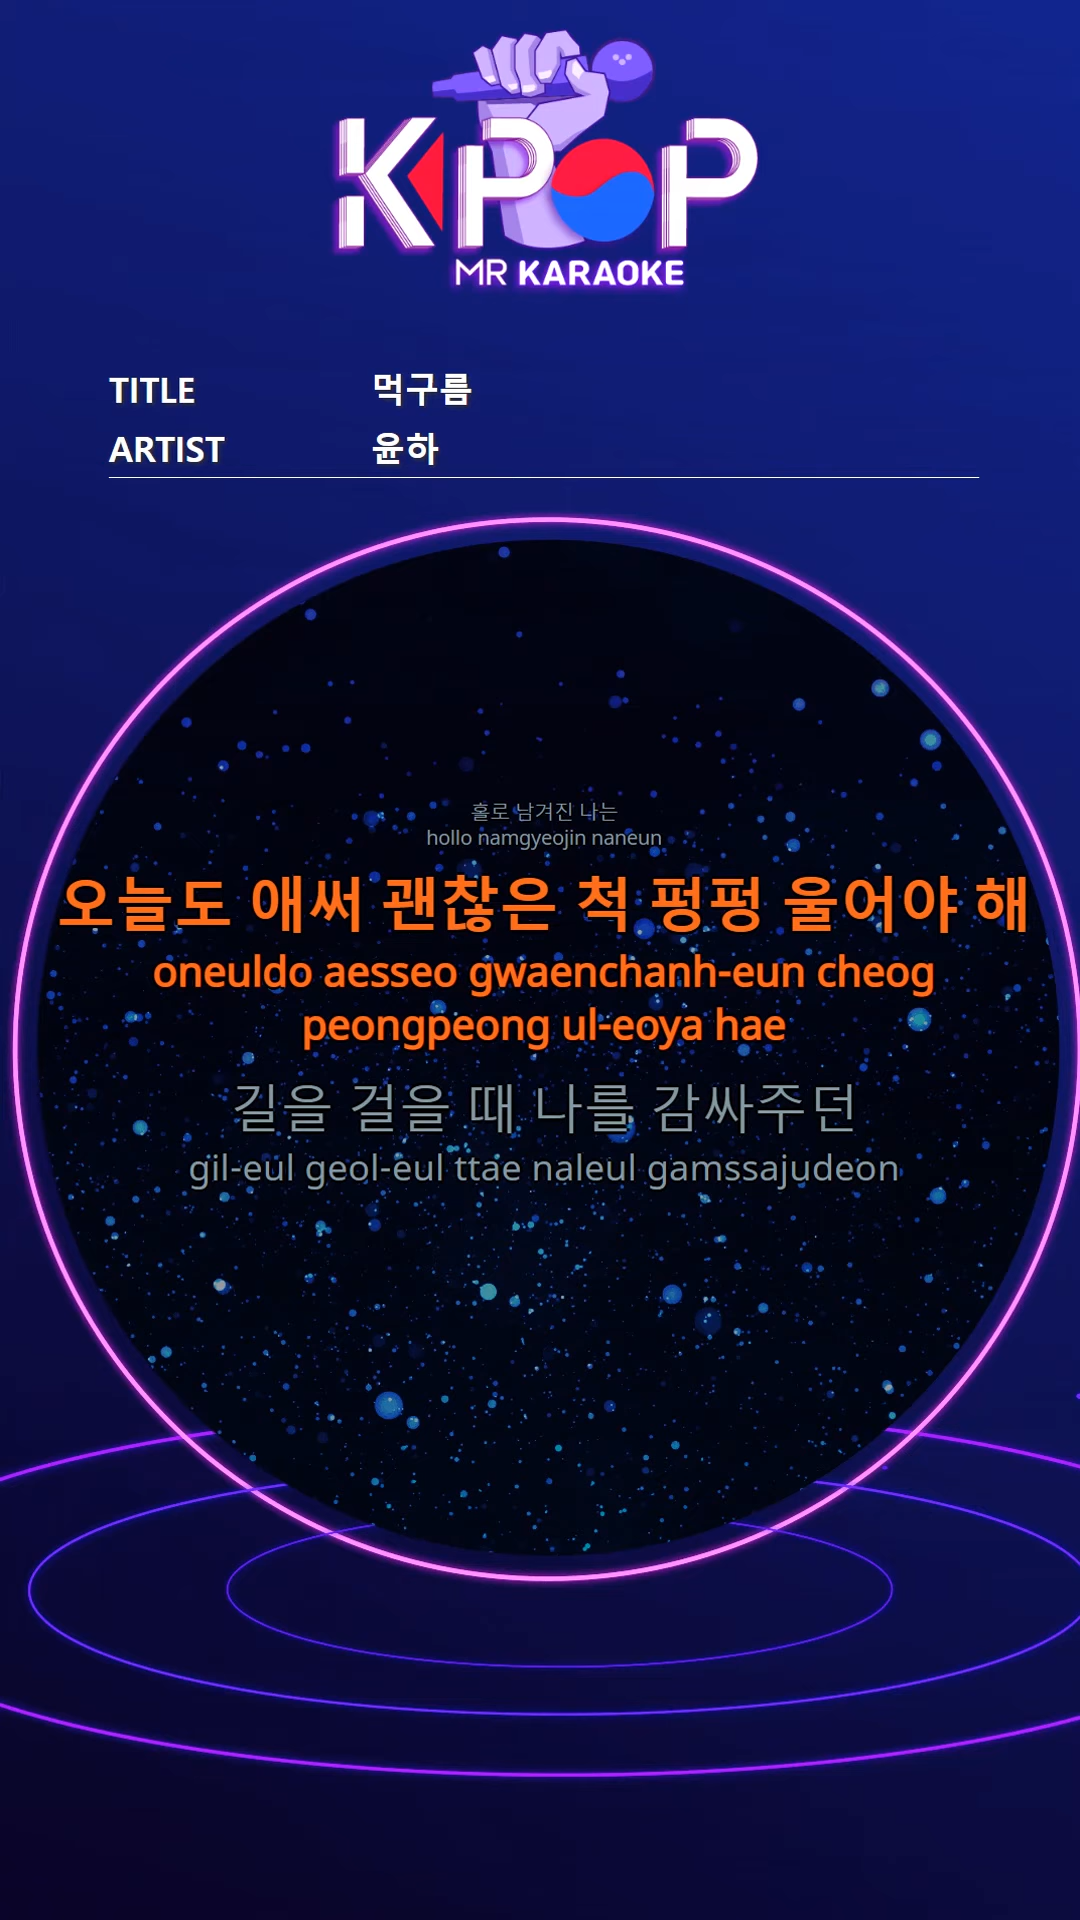 KPOP
MR KARAOKE
TITLE 먹구름
ARTIST 윤하
홀로 남겨진 나는
hollo namgyeojin naneun
오늘도 애써 괜찮은 척 펑펑 울어야 해
oneuldo aesseo gwaenchanh-eun cheog
peongpeong ul-eoya hae
길을 걸을 때 나를 감싸주던
gil-eul geol-eul ttae naleul gamssajudeon